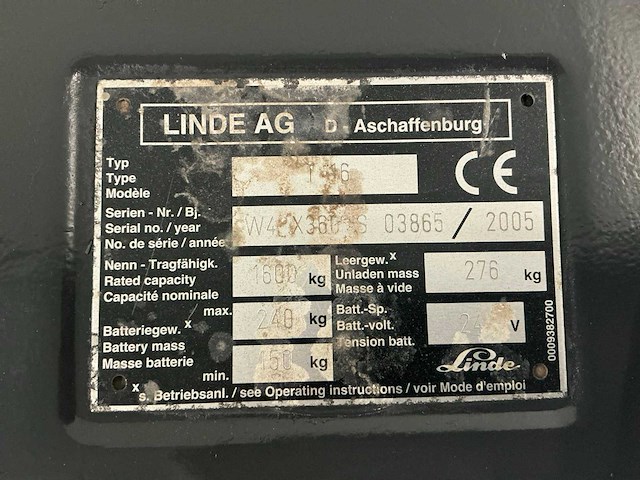 LINDE AG D - Aschaffenburg
Typ
Type
Modèle
Serien - Nr. / Bj.
Serial no. / year
No. de série / année
03865 / 2005
Nenn - Tragfähigk.
Rated capacity
Capacité nominale
1600 kg
Leergew. x
Unladen mass
Masse à vide
276 kg
max.
240 kg
Batteriegew. x
Battery mass
Masse batterie
min.
150 kg
Batt.-Sp.
Batt.-volt.
Tension batt.
V
CE
Linde
0009382700
x s. Betriebsanl. / see Operating instructions / voir Mode d'emploi